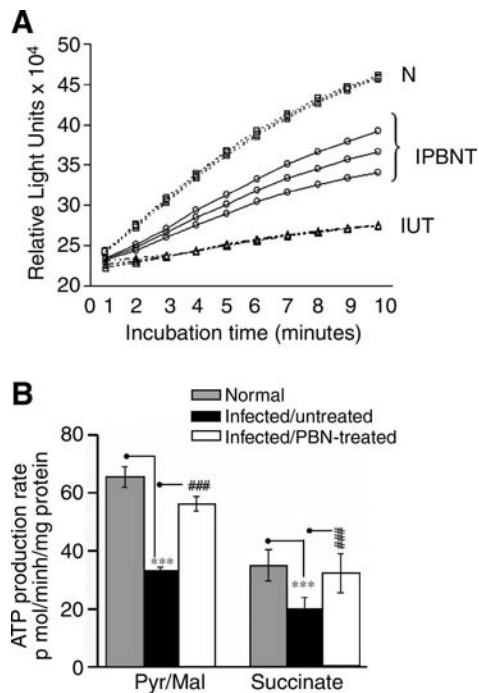 A
Relative Light Units x 10⁴
50
45
40
35
30
25
20
N
IPBNT
IUT
0 1 2 3 4 5 6 7 8 9 10
Incubation time (minutes)
B
Normal
Infected/untreated
Infected/PBN-treated
ATP production rate
p mol/minh/mg protein
80
60
40
20
0
***
###
***
###
Pyr/Mal
Succinate